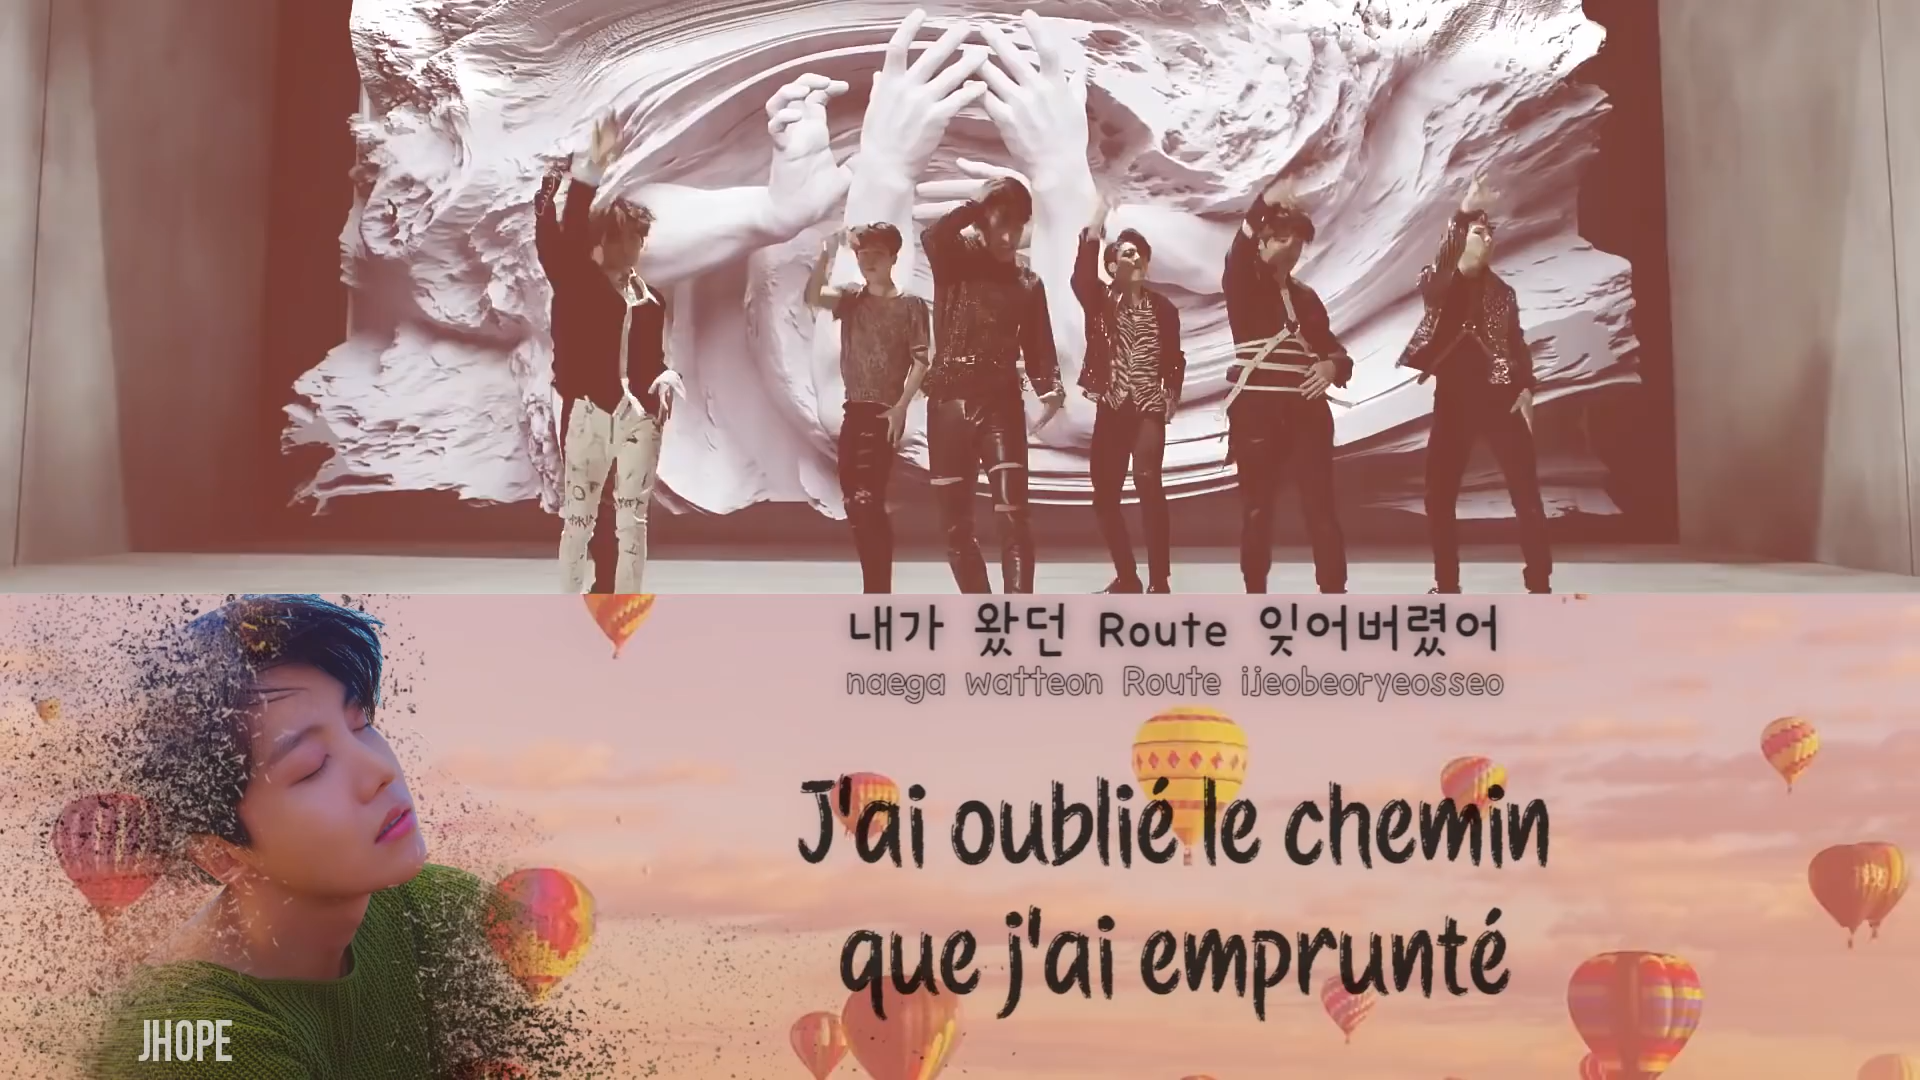 내가 왔던 Route 잊어버렸어
naega watteon Route ijeobeoryeosseo
J'ai oublié le chemin
que j'ai emprunté
JHOPE